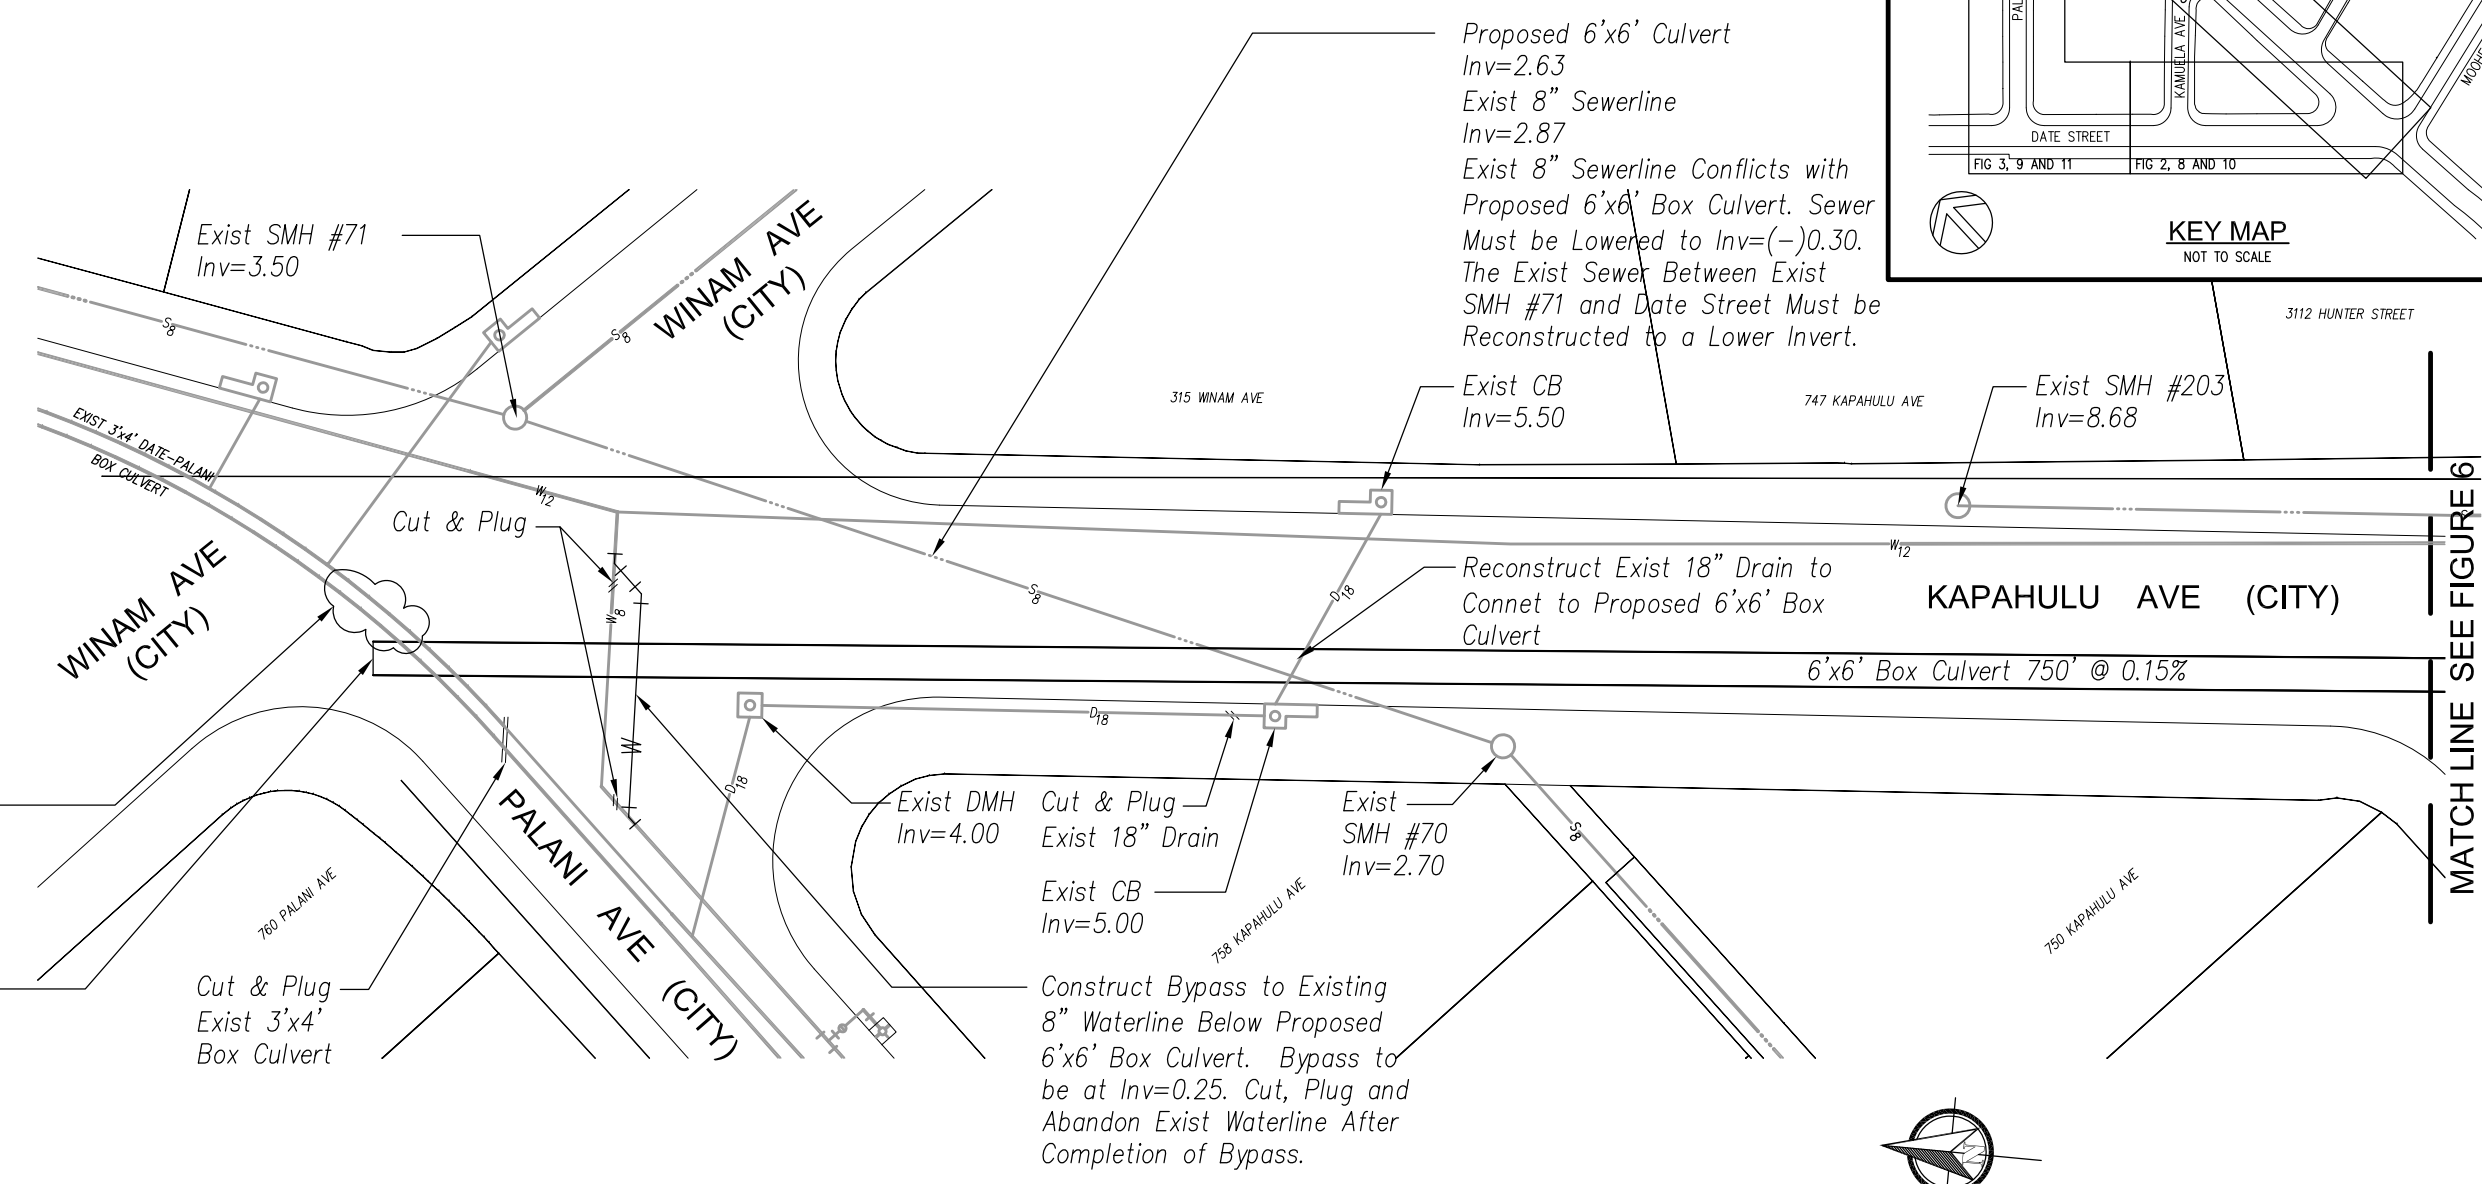 Proposed 6'x6' Culvert
Inv=2.63
Exist 8" Sewerline
Inv=2.87
Exist 8" Sewerline Conflicts with
Proposed 6'x6' Box Culvert. Sewer
Must be Lowered to Inv=(-)0.30.
The Exist Sewer Between Exist
SMH #71 and Date Street Must be
Reconstructed to a Lower Invert.
KAMUELA AVE
DATE STREET
FIG 3, 9 AND 11
FIG 2, 8 AND 10
KEY MAP
NOT TO SCALE
3112 HUNTER STREET
Exist SMH #71
Inv=3.50
WINAM AVE
(CITY)
S8
S8
315 WINAM AVE
Exist CB
Inv=5.50
747 KAPAHULU AVE
Exist SMH #203
Inv=8.68
EXIST 3'x4' DATE-PALANI
BOX CULVERT
W12
Cut & Plug
WINAM AVE
(CITY)
W8
S8
D18
W12
Reconstruct Exist 18" Drain to
Connet to Proposed 6'x6' Box
Culvert
KAPAHULU AVE (CITY)
6'x6' Box Culvert 750' @ 0.15%
MATCH LINE SEE FIGURE 6
W
D18
D18
PALANI AVE (CITY)
Exist DMH
Inv=4.00
Cut & Plug
Exist 18" Drain
Exist CB
Inv=5.00
Exist
SMH #70
Inv=2.70
S8
760 PALANI AVE
758 KAPAHULU AVE
750 KAPAHULU AVE
Cut & Plug
Exist 3'x4'
Box Culvert
Construct Bypass to Existing
8" Waterline Below Proposed
6'x6' Box Culvert. Bypass to
be at Inv=0.25. Cut, Plug and
Abandon Exist Waterline After
Completion of Bypass.
N